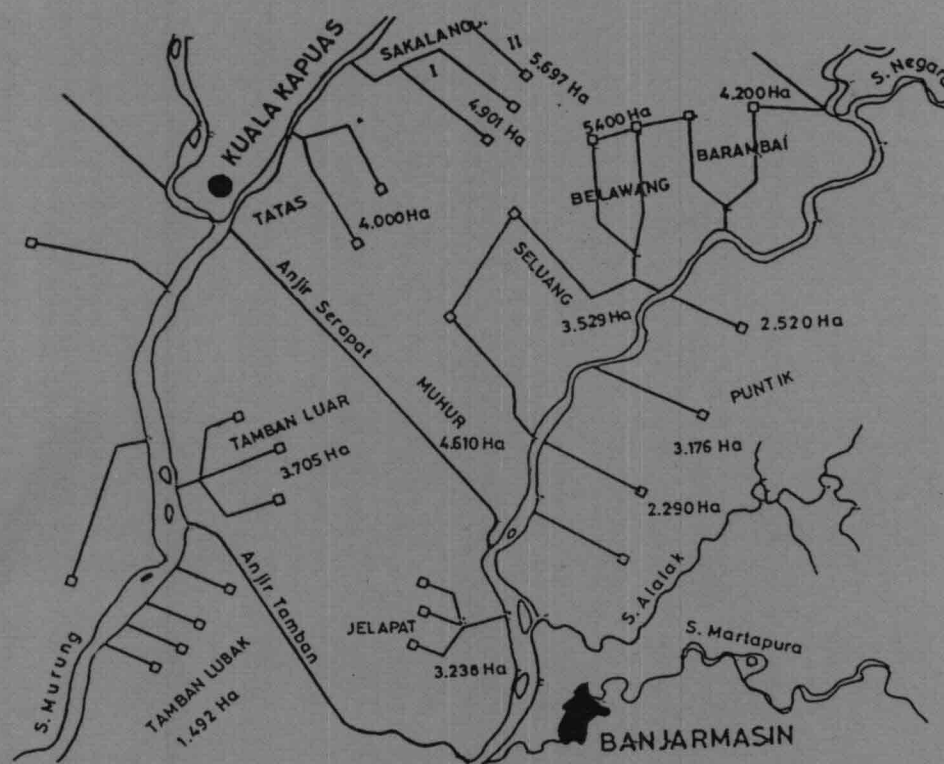 KUALA KAPUAS
SAKALANGU.
I
II
5.697 Ha
4.901 Ha
5400 Ha
4.200 Ha
S. Negara
BARAMBAI
BELAWANG
TATAS
4.000 Ha
SELUANG
3.529 Ha
2.520 Ha
Anjir Serapat
MUHUR
4.610 Ha
PUNTIK
3.176 Ha
TAMBAN LUAR
3.705 Ha
2.290 Ha
Anjir Tamban
S. Alalak
JELAPAT
3.236 Ha
S. Martapura
S. Murung
TAMBAN LUBAK
1.492 Ha
BANJARMASIN